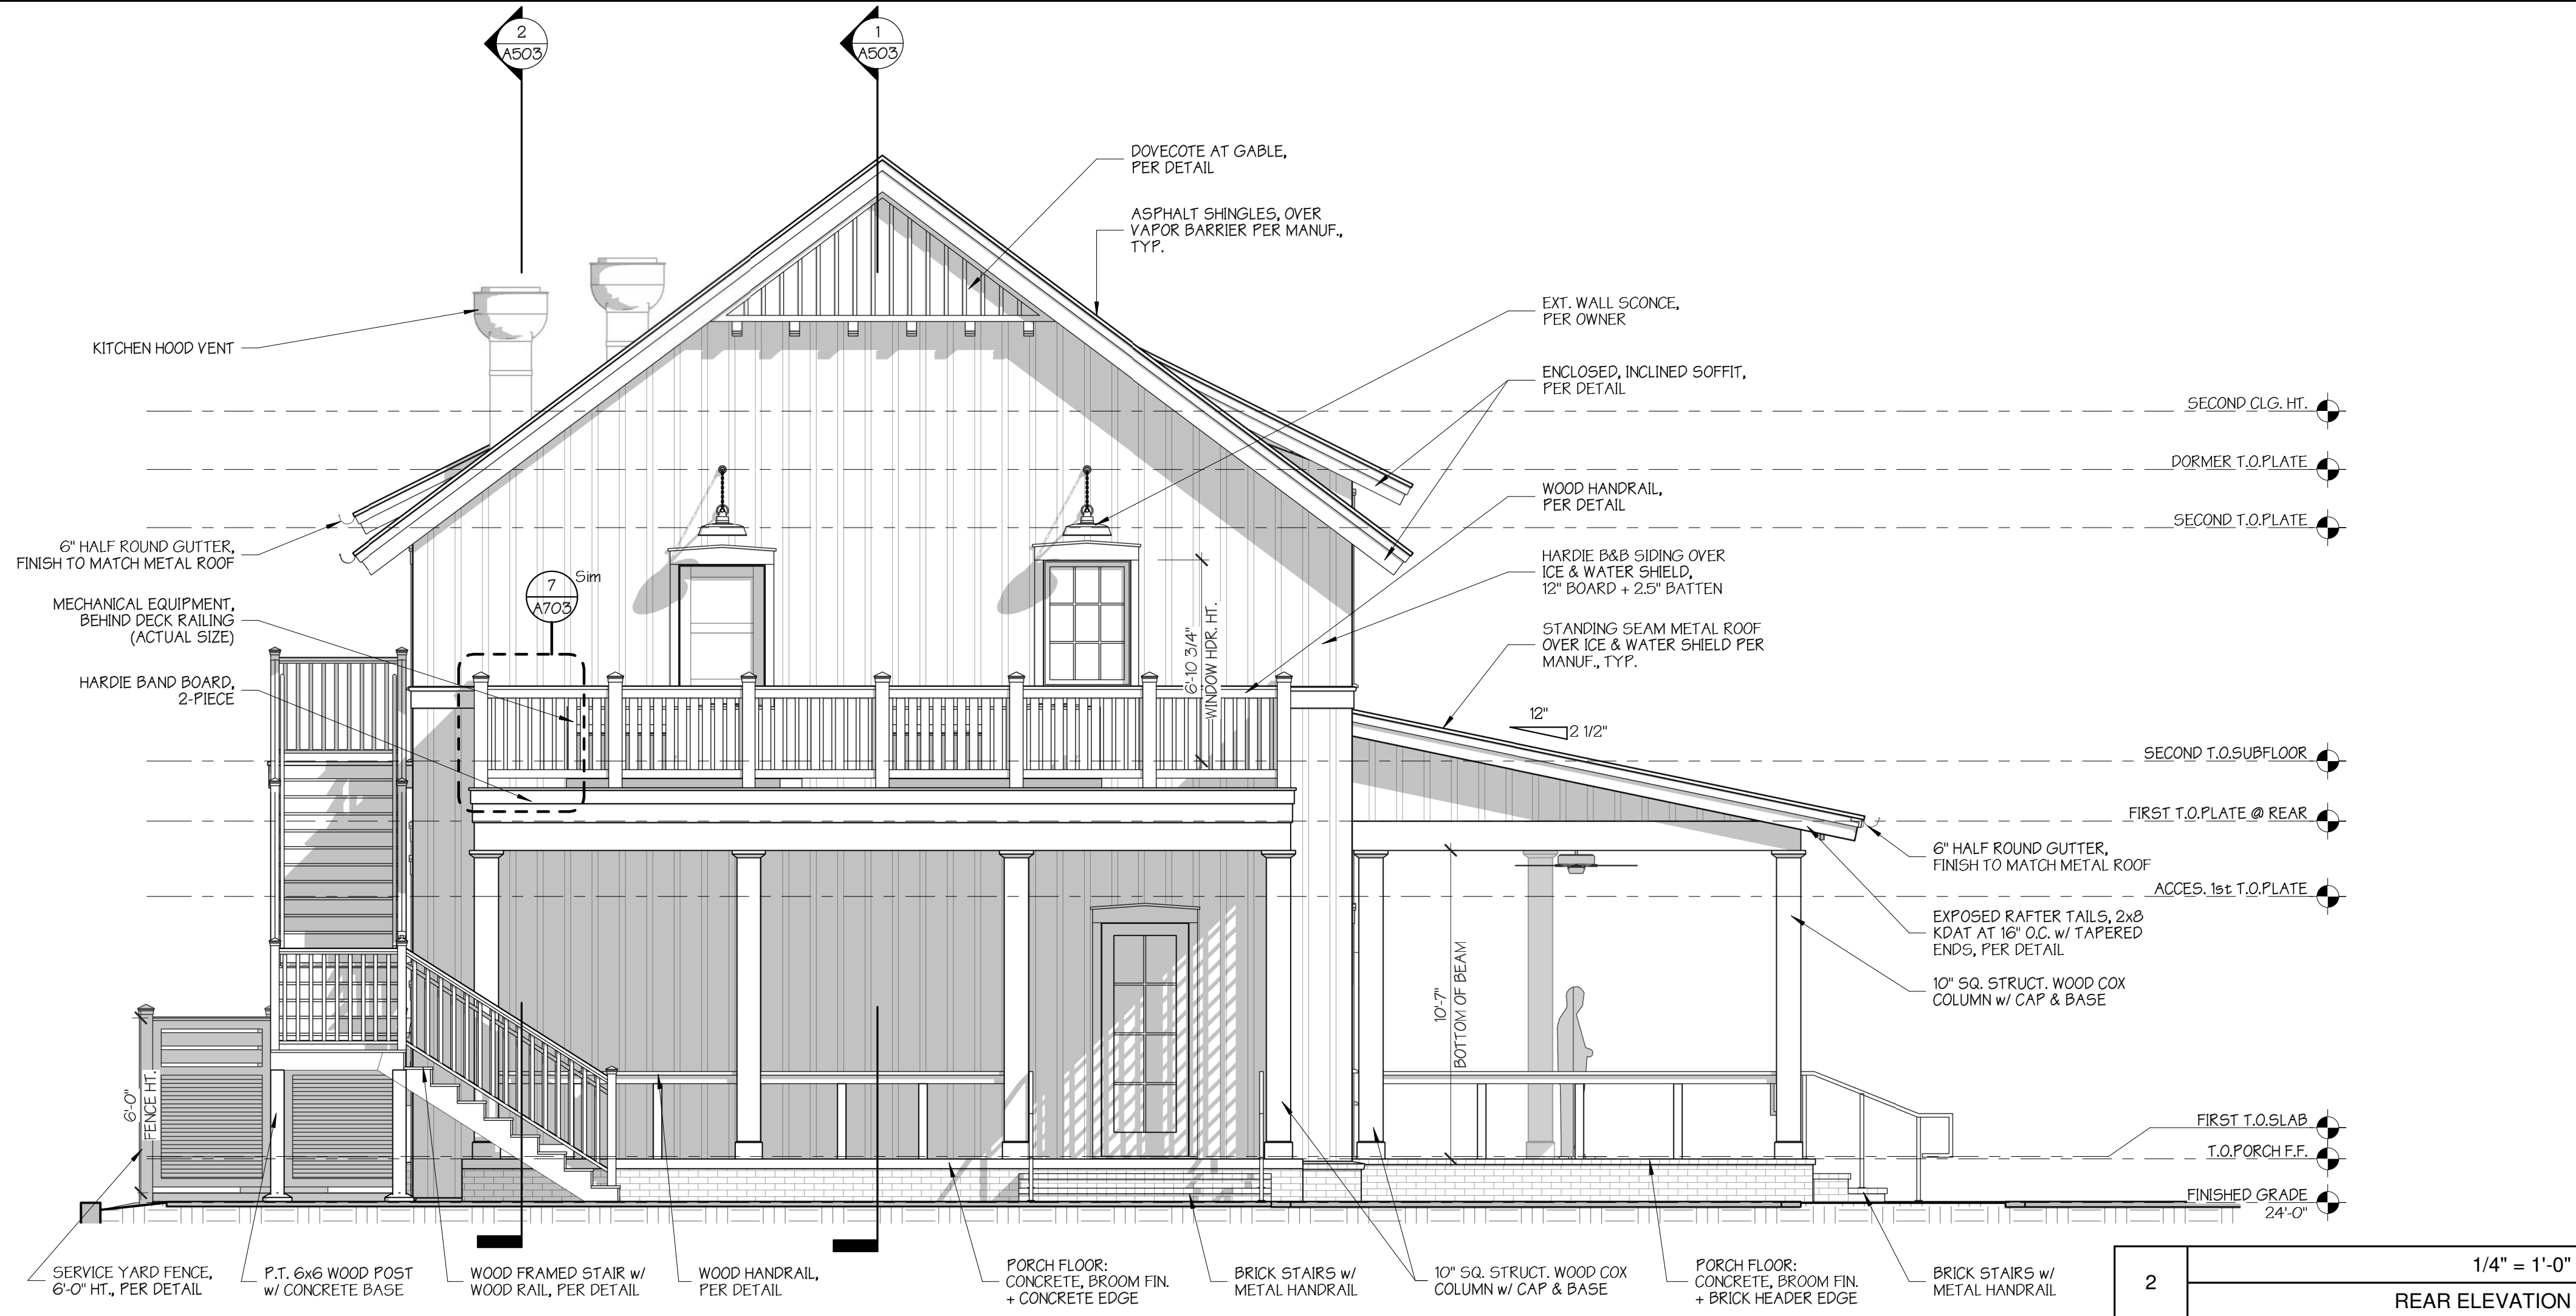 2
A503
1
A503
DOVECOTE AT GABLE,
PER DETAIL
ASPHALT SHINGLES, OVER
VAPOR BARRIER PER MANUF.,
TYP.
EXT. WALL SCONCE,
PER OWNER
KITCHEN HOOD VENT
ENCLOSED, INCLINED SOFFIT,
PER DETAIL
SECOND CLG. HT.
DORMER T.O.PLATE
WOOD HANDRAIL,
PER DETAIL
SECOND T.O.PLATE
6" HALF ROUND GUTTER,
FINISH TO MATCH METAL ROOF
HARDIE B&B SIDING OVER
ICE & WATER SHIELD,
12" BOARD + 2.5" BATTEN
7
A703
Sim
MECHANICAL EQUIPMENT,
BEHIND DECK RAILING
(ACTUAL SIZE)
6'-10 3/4"
WINDOW HDR. HT.
STANDING SEAM METAL ROOF
OVER ICE & WATER SHIELD PER
MANUF., TYP.
HARDIE BAND BOARD,
2-PIECE
12"
2 1/2"
SECOND T.O.SUBFLOOR
FIRST T.O.PLATE @ REAR
6" HALF ROUND GUTTER,
FINISH TO MATCH METAL ROOF
ACCES. 1st T.O.PLATE
EXPOSED RAFTER TAILS, 2x8
KDAT AT 16" O.C. w/ TAPERED
ENDS, PER DETAIL
10'-7"
BOTTOM OF BEAM
10" SQ. STRUCT. WOOD COX
COLUMN w/ CAP & BASE
6'-0"
FENCE HT.
FIRST T.O.SLAB
T.O.PORCH F.F.
FINISHED GRADE
24'-0"
SERVICE YARD FENCE,
6'-0" HT., PER DETAIL
P.T. 6x6 WOOD POST
w/ CONCRETE BASE
WOOD FRAMED STAIR w/
WOOD RAIL, PER DETAIL
WOOD HANDRAIL,
PER DETAIL
PORCH FLOOR:
CONCRETE, BROOM FIN.
+ CONCRETE EDGE
BRICK STAIRS w/
METAL HANDRAIL
10" SQ. STRUCT. WOOD COX
COLUMN w/ CAP & BASE
PORCH FLOOR:
CONCRETE, BROOM FIN.
+ BRICK HEADER EDGE
BRICK STAIRS w/
METAL HANDRAIL
2
1/4" = 1'-0"
REAR ELEVATION